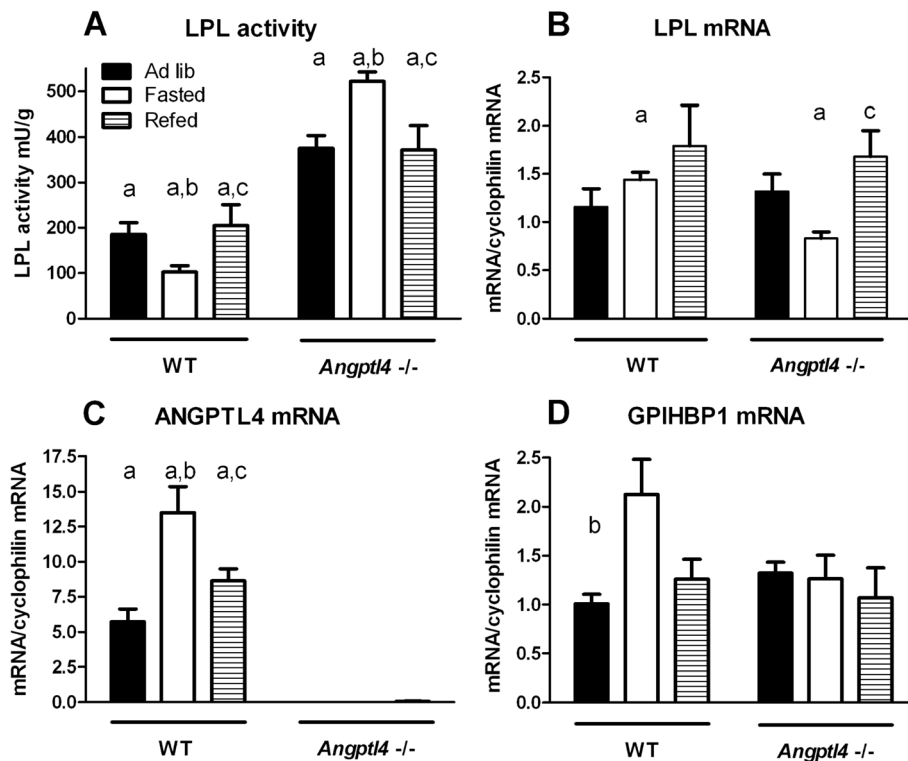 A
LPL activity
Ad lib
Fasted
Refed
LPL activity mU/g
500
400
300
200
100
0
a
a,b
a,c
a
a,b
a,c
WT
Angptl4 -/-
B
LPL mRNA
mRNA/cyclophilin mRNA
2.5
2.0
1.5
1.0
0.5
0.0
a
a
c
WT
Angptl4 -/-
C
ANGPTL4 mRNA
mRNA/cyclophilin mRNA
17.5
15.0
12.5
10.0
7.5
5.0
2.5
0.0
a
a,b
a,c
WT
Angptl4 -/-
D
GPIHBP1 mRNA
mRNA/cyclophilin mRNA
2.5
2.0
1.5
1.0
0.5
0.0
b
WT
Angptl4 -/-